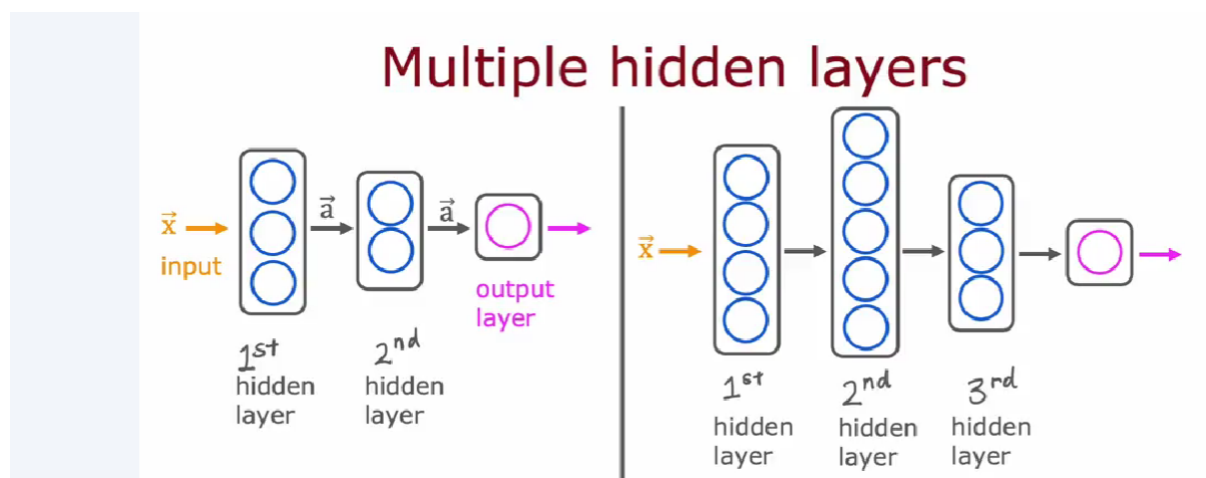 Multiple hidden layers
x⃗
input
a⃗
a⃗
output
layer
1st
hidden
layer
2nd
hidden
layer
x⃗
1st
hidden
layer
2nd
hidden
layer
3rd
hidden
layer